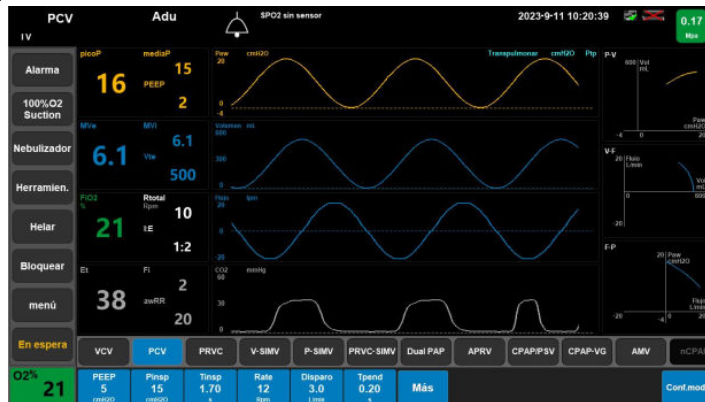 PCV
Adu
SPO2 sin sensor
2023-9-11 10:20:39
0.17
Mpa
I V
Alarma
100%O2
Suction
Nebulizador
Herramien.
Helar
Bloquear
menú
En espera
O2%
21
picoP
mediaP
16
15
PEEP
2
MVe
MVi
6.1
6.1
Vte
500
FiO2
%
Rtotal
Rpm
21
10
I:E
1:2
Et
Fi
38
2
awRR
20
Paw cmH2O
Transpulmonar cmH2O Ptp
20
0
-4
Volumen mL
600
300
0
Flujo lpm
20
0
-20
CO2 mmHg
60
30
0
P-V
600 Vol
mL
Paw
cmH2O
-4 0 20
V-F
20 Flujo
L/min
Vol
mL
0 600
-20
F-P
20 Paw
cmH2O
Flujo
L/min
-20 -4 20
VCV PCV PRVC V-SIMV P-SIMV PRVC-SIMV Dual PAP APRV CPAP/PSV CPAP-VG AMV nCPA
PEEP Pinsp Tinsp Rate Disparo Tpend
5 15 1.70 12 3.0 0.20 Más Conf.mod
cmH2O cmH2O s Rpm L/min s